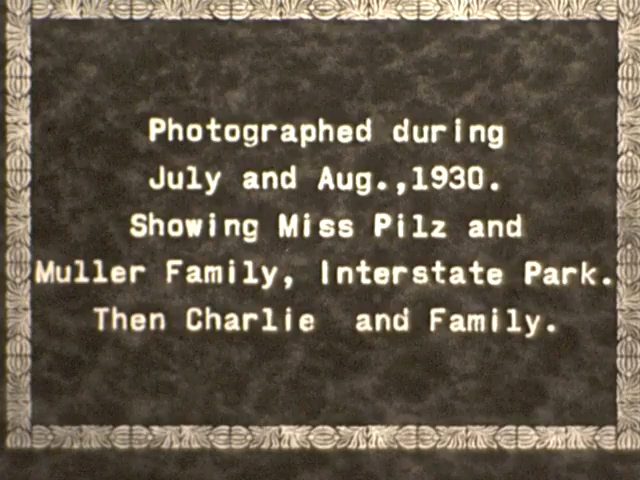 Photographed during
July and Aug.,1930.
Showing Miss Pilz and
Muller Family, Interstate Park.
Then Charlie  and Family.